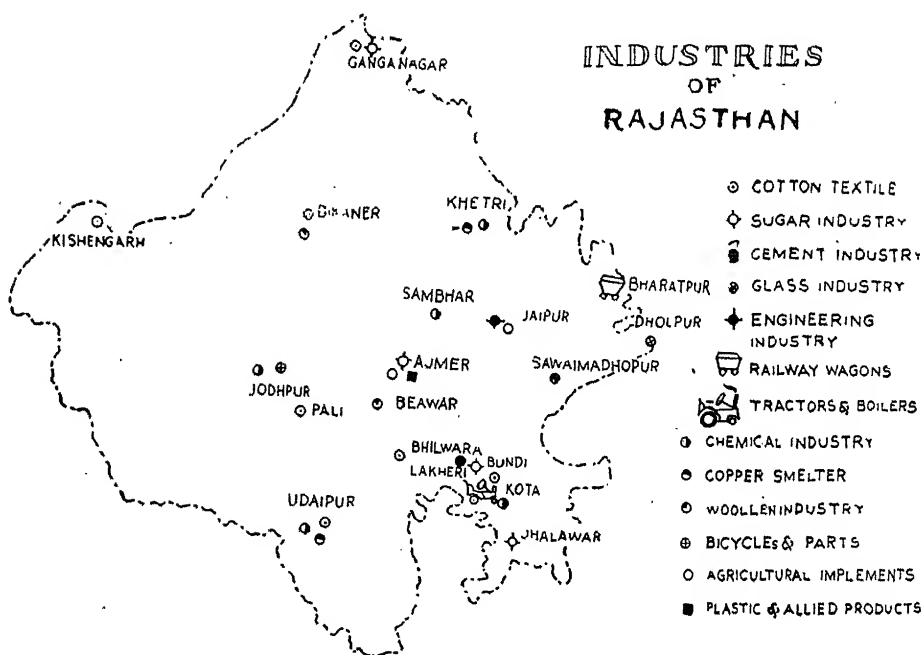 INDUSTRIES
OF
RAJASTHAN
GANGANAGAR
KISHENGARH
BIKANER
KHETRI
SAMBHAR
JAIPUR
BHARATPUR
DHOLPUR
AJMER
SAWAIMADHOPUR
JODHPUR
PALI
BEAWAR
BHILWARA
BUNDI
LAKHERI
KOTA
UDAIPUR
JHALAWAR
COTTON TEXTILE
SUGAR INDUSTRY
CEMENT INDUSTRY
GLASS INDUSTRY
ENGINEERING
INDUSTRY
RAILWAY WAGONS
TRACTORS & BOILERS
CHEMICAL INDUSTRY
COPPER SMELTER
WOOLLEN INDUSTRY
BICYCLES & PARTS
AGRICULTURAL IMPLEMENTS
PLASTIC & ALLIED PRODUCTS